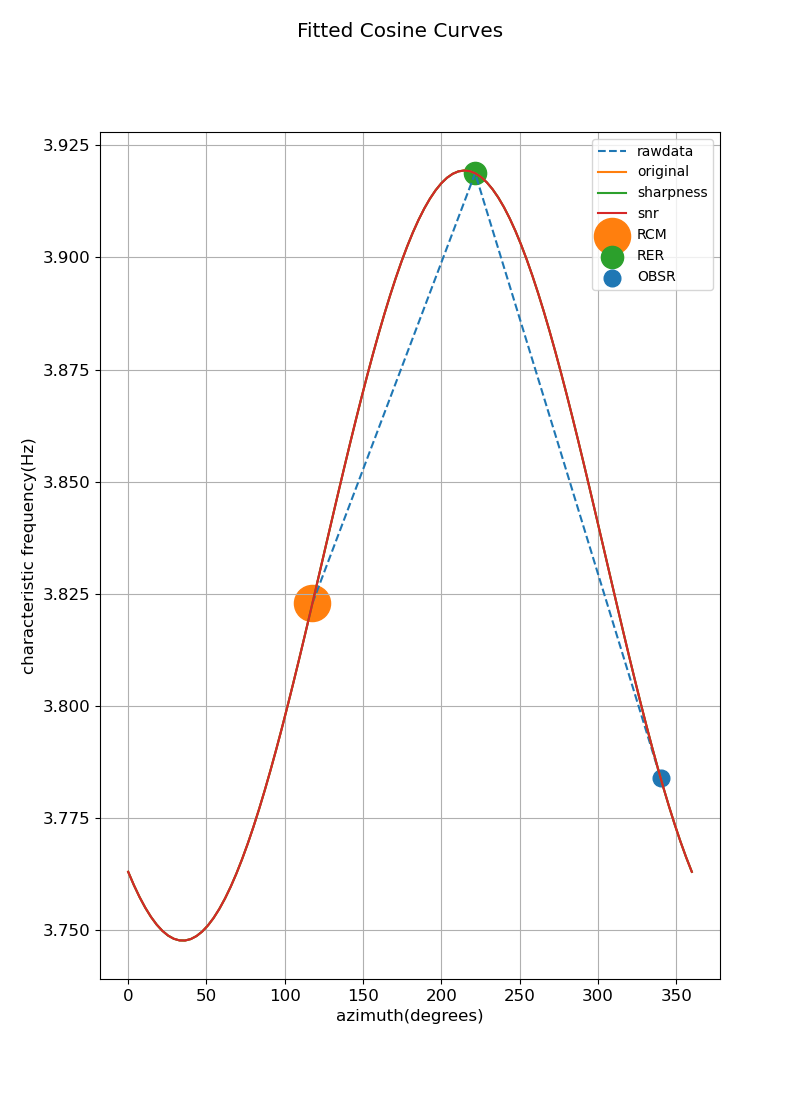 Fitted Cosine Curves
3.925
3.900
3.875
3.850
3.825
3.800
3.775
3.750
characteristic frequency(Hz)
rawdata
original
sharpness
snr
RCM
RER
OBSR
0 50 100 150 200 250 300 350
azimuth(degrees)